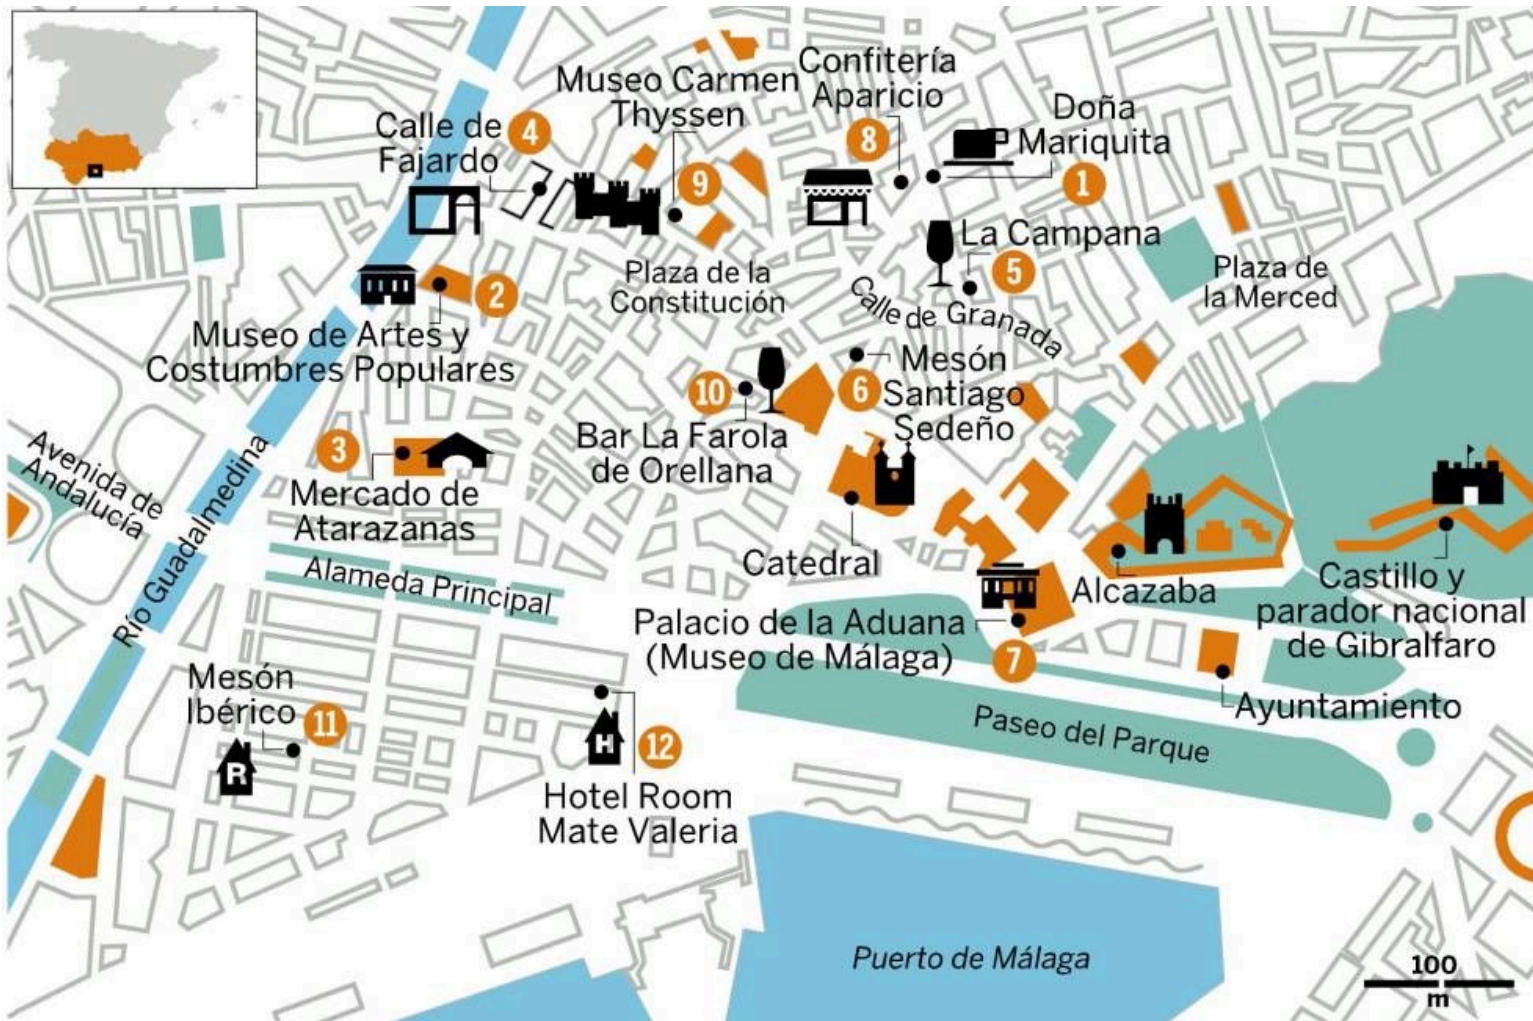 Museo Carmen
Thyssen
9
Confitería
Aparicio
8
Doña
Mariquita
1
Calle de
Fajardo
4
La Campana
5
Plaza de la
Constitución
Calle de Granada
Plaza de
la Merced
2
Museo de Artes y
Costumbres Populares
10
Bar La Farola
de Orellana
6
Mesón
Santiago
Sedeño
Avenida de
Andalucía
Río Guadalmedina
3
Mercado de
Atarazanas
Alameda Principal
Catedral
Alcazaba
Castillo y
parador nacional
de Gibralfaro
Palacio de la Aduana
(Museo de Málaga)
7
Ayuntamiento
Paseo del Parque
Mesón
Ibérico
11
R
H
12
Hotel Room
Mate Valeria
Puerto de Málaga
100
m